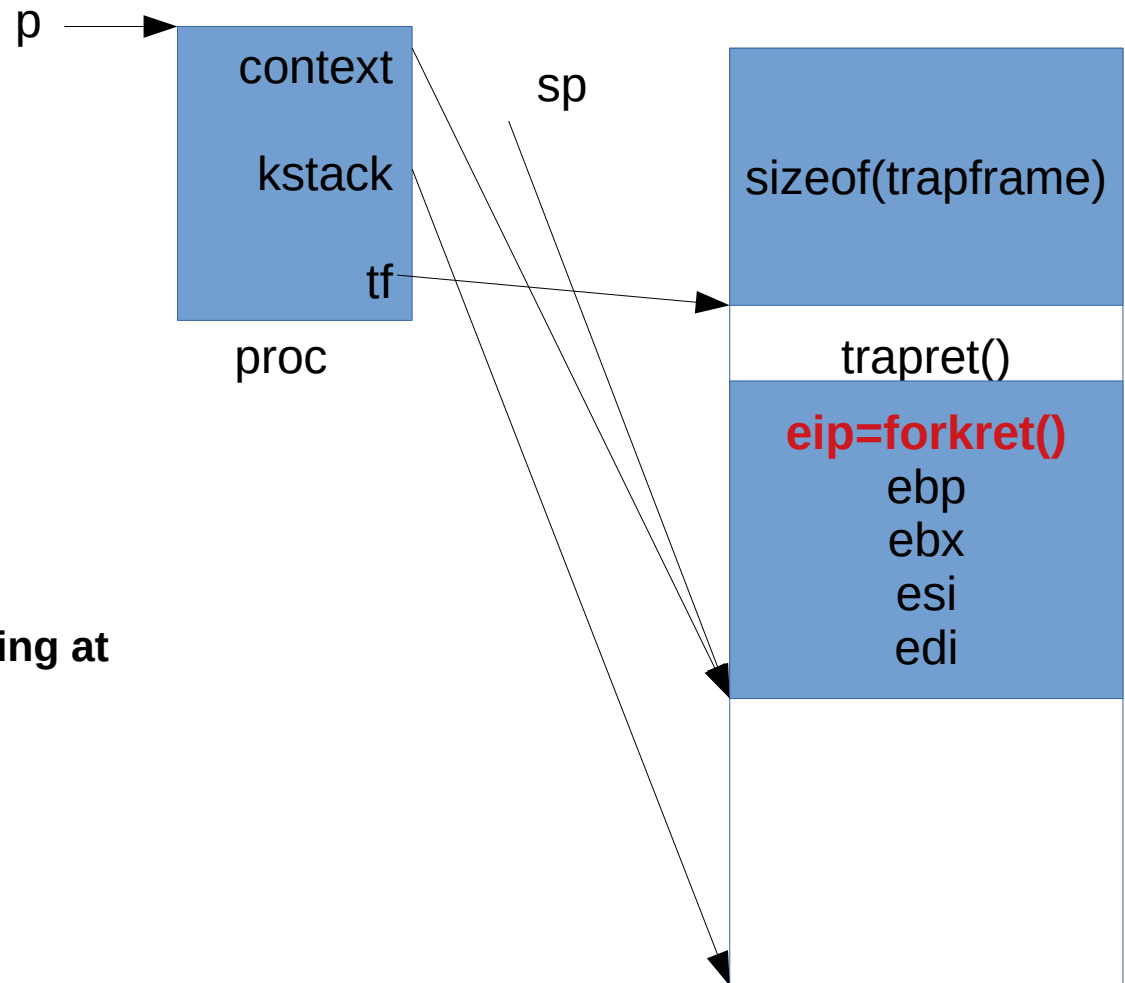 p
context
kstack
tf
proc
sp
sizeof(trapframe)
trapret()
eip=forkret()
ebp
ebx
esi
edi
ing at